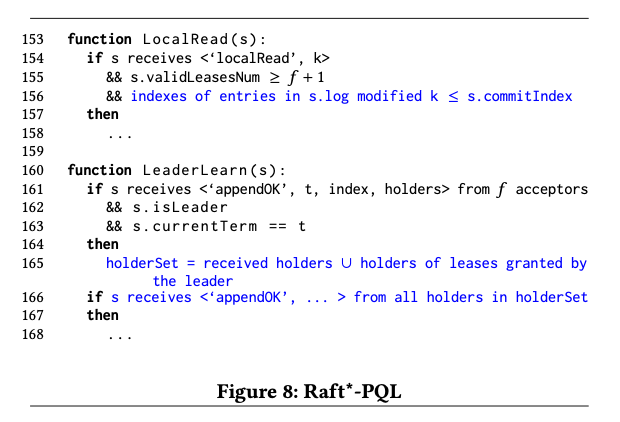 153 function LocalRead(s):
154 if s receives <‘localRead’, k>
155 && s.validLeasesNum ≥ f + 1
156 && indexes of entries in s.log modified k ≤ s.commitIndex
157 then
158 ...
159
160 function LeaderLearn(s):
161 if s receives <‘appendOK’, t, index, holders> from f acceptors
162 && s.isLeader
163 && s.currentTerm == t
164 then
165 holderSet = received holders ∪ holders of leases granted by
the leader
166 if s receives <‘appendOK’, ... > from all holders in holderSet
167 then
168 ...
Figure 8: Raft*-PQL